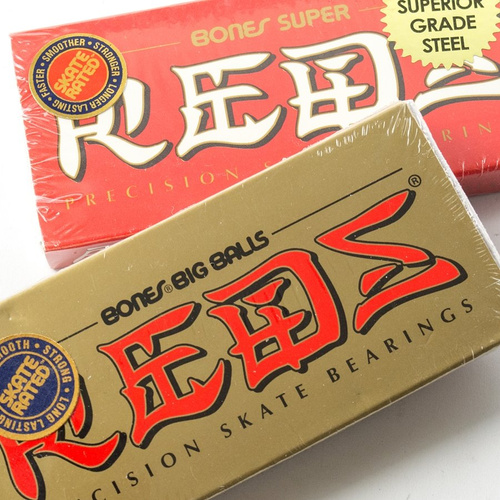 BONES SUPER
REDS
PRECISION
SUPERIOR
GRADE
STEEL
FASTER • SMOOTHER • STRONGER • LONGER LASTING •
SKATE
RATED
BONES® BIG BALLS
REDS®
PRECISION SKATE BEARINGS
SMOOTH • STRONG • LONG LASTING
SKATE
RATED